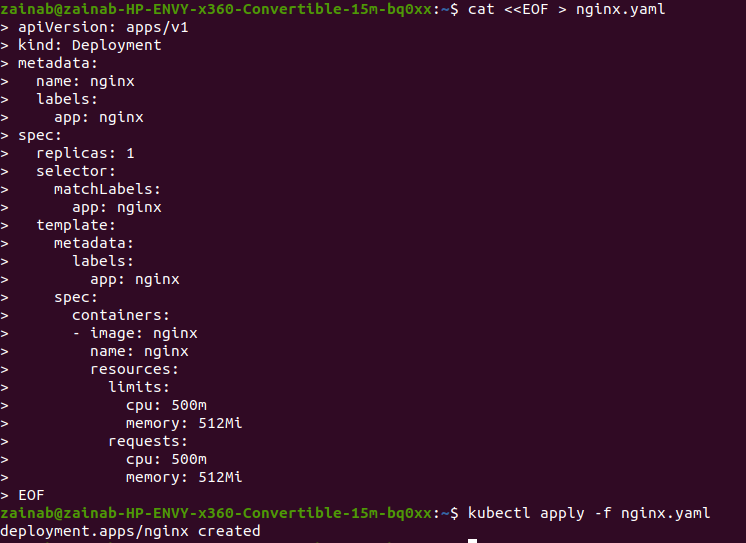 zainab@zainab-HP-ENVY-x360-Convertible-15m-bq0xx:~$ cat <<EOF > nginx.yaml
> apiVersion: apps/v1
> kind: Deployment
> metadata:
>   name: nginx
>   labels:
>     app: nginx
> spec:
>   replicas: 1
>   selector:
>     matchLabels:
>       app: nginx
>   template:
>     metadata:
>       labels:
>         app: nginx
>     spec:
>       containers:
>       - image: nginx
>         name: nginx
>         resources:
>           limits:
>             cpu: 500m
>             memory: 512Mi
>           requests:
>             cpu: 500m
>             memory: 512Mi
> EOF
zainab@zainab-HP-ENVY-x360-Convertible-15m-bq0xx:~$ kubectl apply -f nginx.yaml
deployment.apps/nginx created